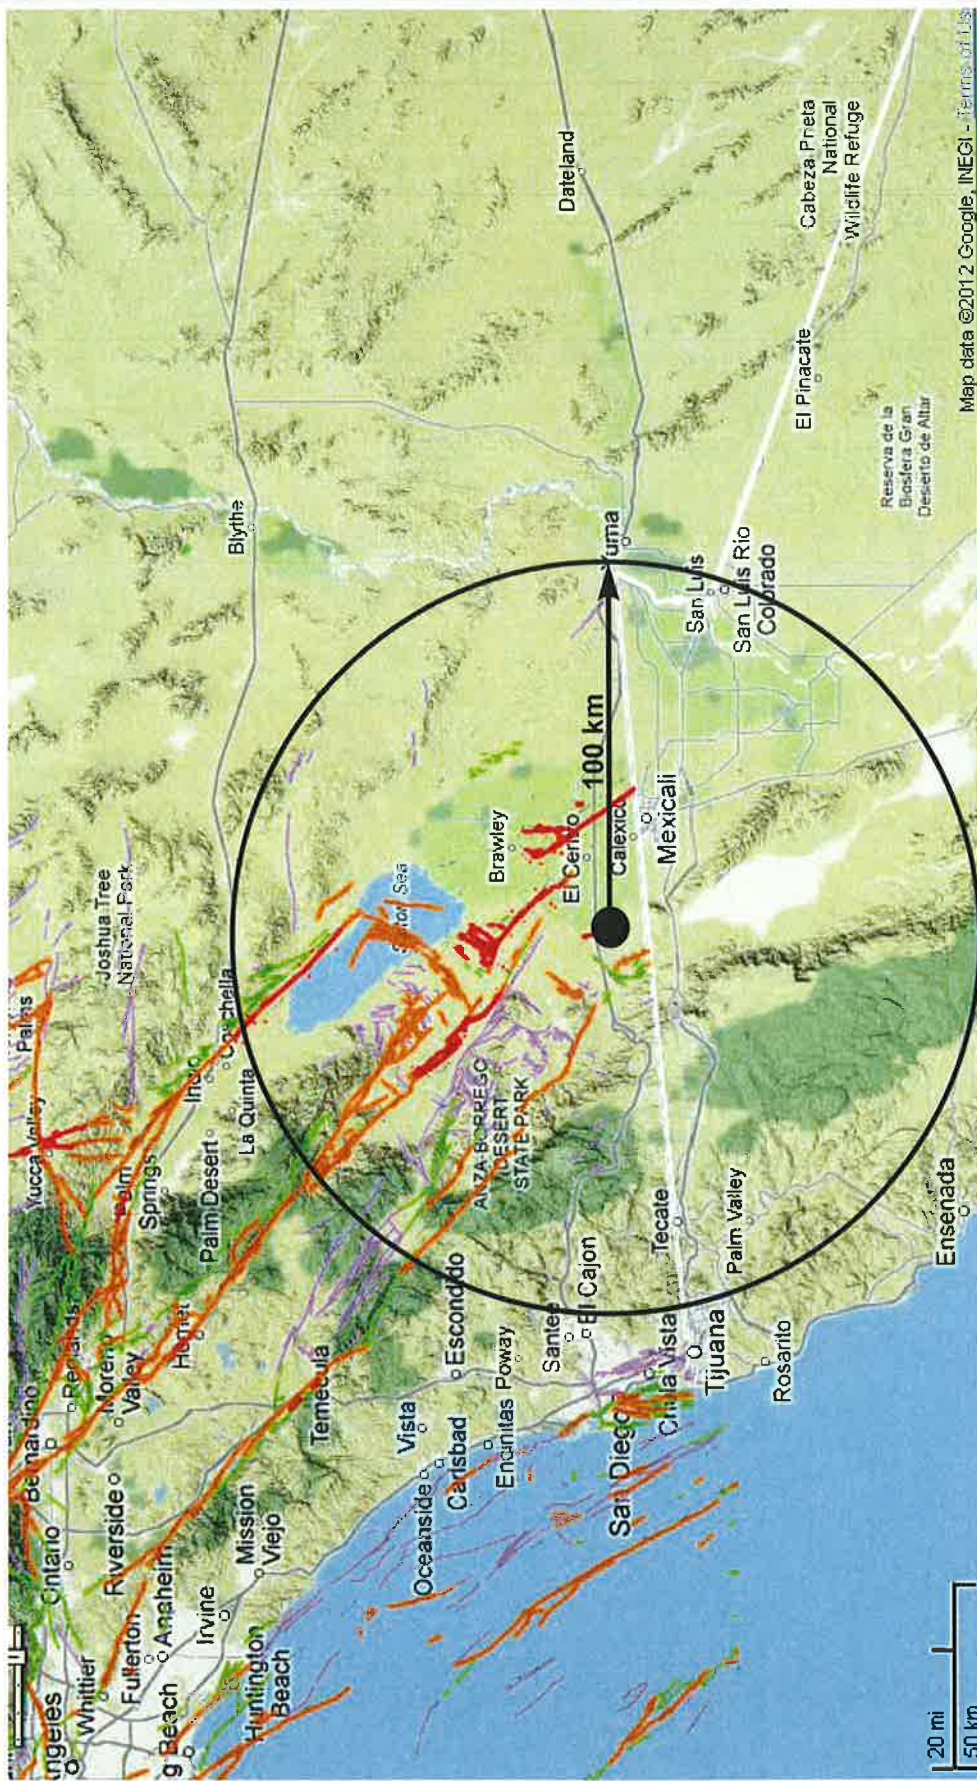 Palms
Joshua Tree
National Park
Yucca Valley
Palm
Springs
Indio
Coachella
La Quinta
Palm Desert
Redlands
Moreno
Valley
Hemet
Bernardino
Ontario
Riverside
Temecula
Mission
Viejo
Anaheim
Fullerton
Irvine
Whittier
ngeles
g Beach
Huntington
Beach
Blythe
Dateland
Cabeza Prieta
National
Wildlife Refuge
El Pinacate
Reserva de la
Biosfera Gran
Desierto de Altar
Yuma
San Luis
San Luis Río
Colorado
100 km
Salton Sea
Brawley
El Centro
Calexico
Mexicali
ANZA-BORREGO
DESERT
STATE PARK
Vista
Oceanside
Carlsbad
Escondido
Encinitas
Poway
Santee
El Cajon
San Diego
Chula Vista
Tijuana
Tecate
Palm Valley
Rosarito
Ensenada
20 mi
50 km
Map data ©2012 Google, INEGI - Terms of Us